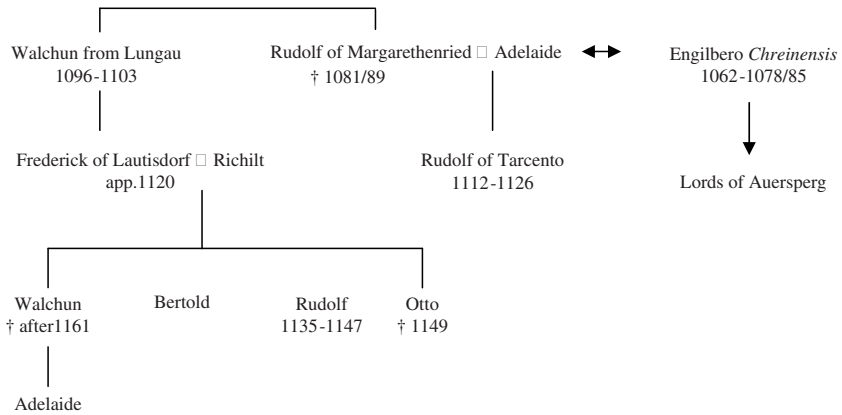 Walchun from Lungau
1096-1103
Rudolf of Margarethenried □ Adelaide
† 1081/89
Engilbero Chreinensis
1062-1078/85
Frederick of Lautisdorf □ Richilt
app.1120
Rudolf of Tarcento
1112-1126
Lords of Auersperg
Walchun
† after1161
Bertold
Rudolf
1135-1147
Otto
† 1149
Adelaide